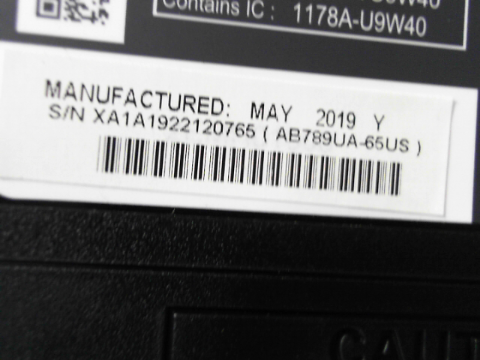 Contains IC : 1178A-U9W40
MANUFACTURED: MAY 2019 Y
S/N XA1A1922120765 ( AB789UA-65US )